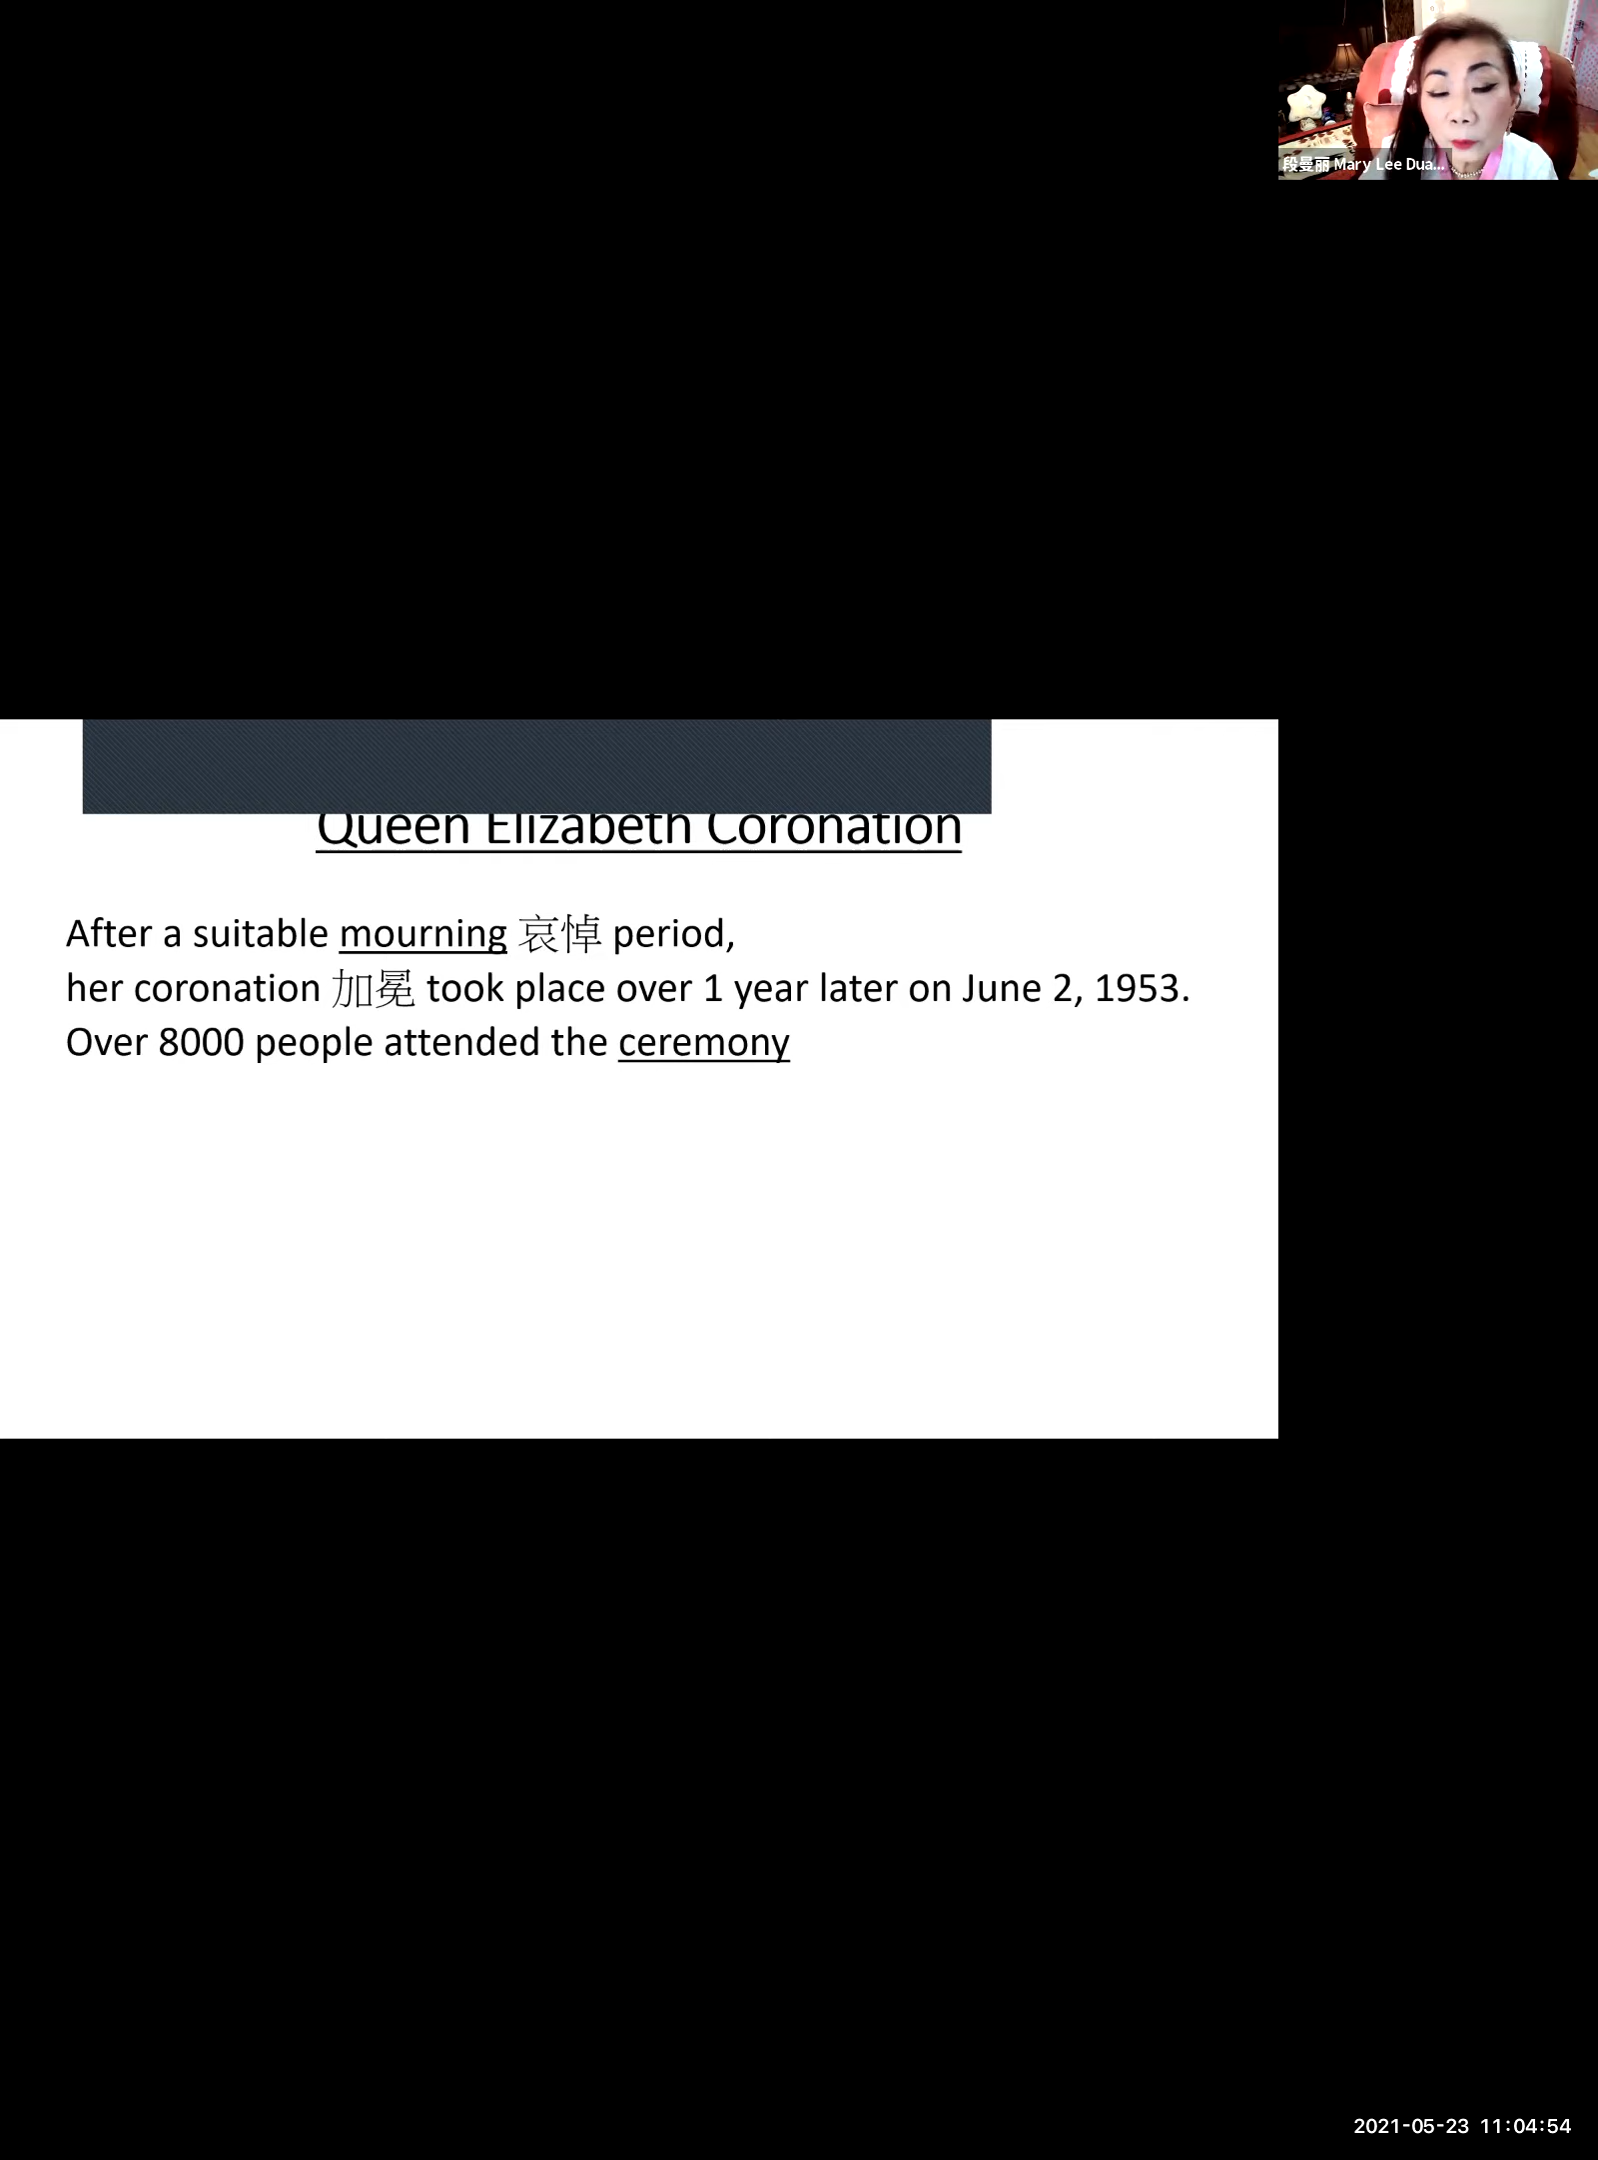 段曼丽 Mary Lee Dua...
Queen Elizabeth Coronation
After a suitable mourning 哀悼 period,
her coronation 加冕 took place over 1 year later on June 2, 1953.
Over 8000 people attended the ceremony
2021-05-23 11:04:54